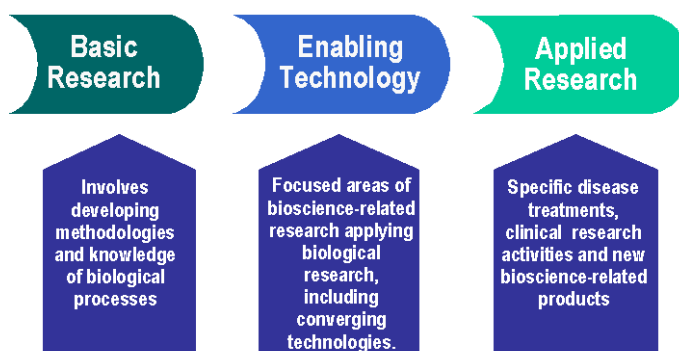 Basic
Research
Enabling
Technology
Applied
Research
Involves
developing
methodologies
and knowledge
of biological
processes
Focused areas of
bioscience-related
research applying
biological
research,
including
converging
technologies.
Specific disease
treatments,
clinical research
activities and new
bioscience-related
products